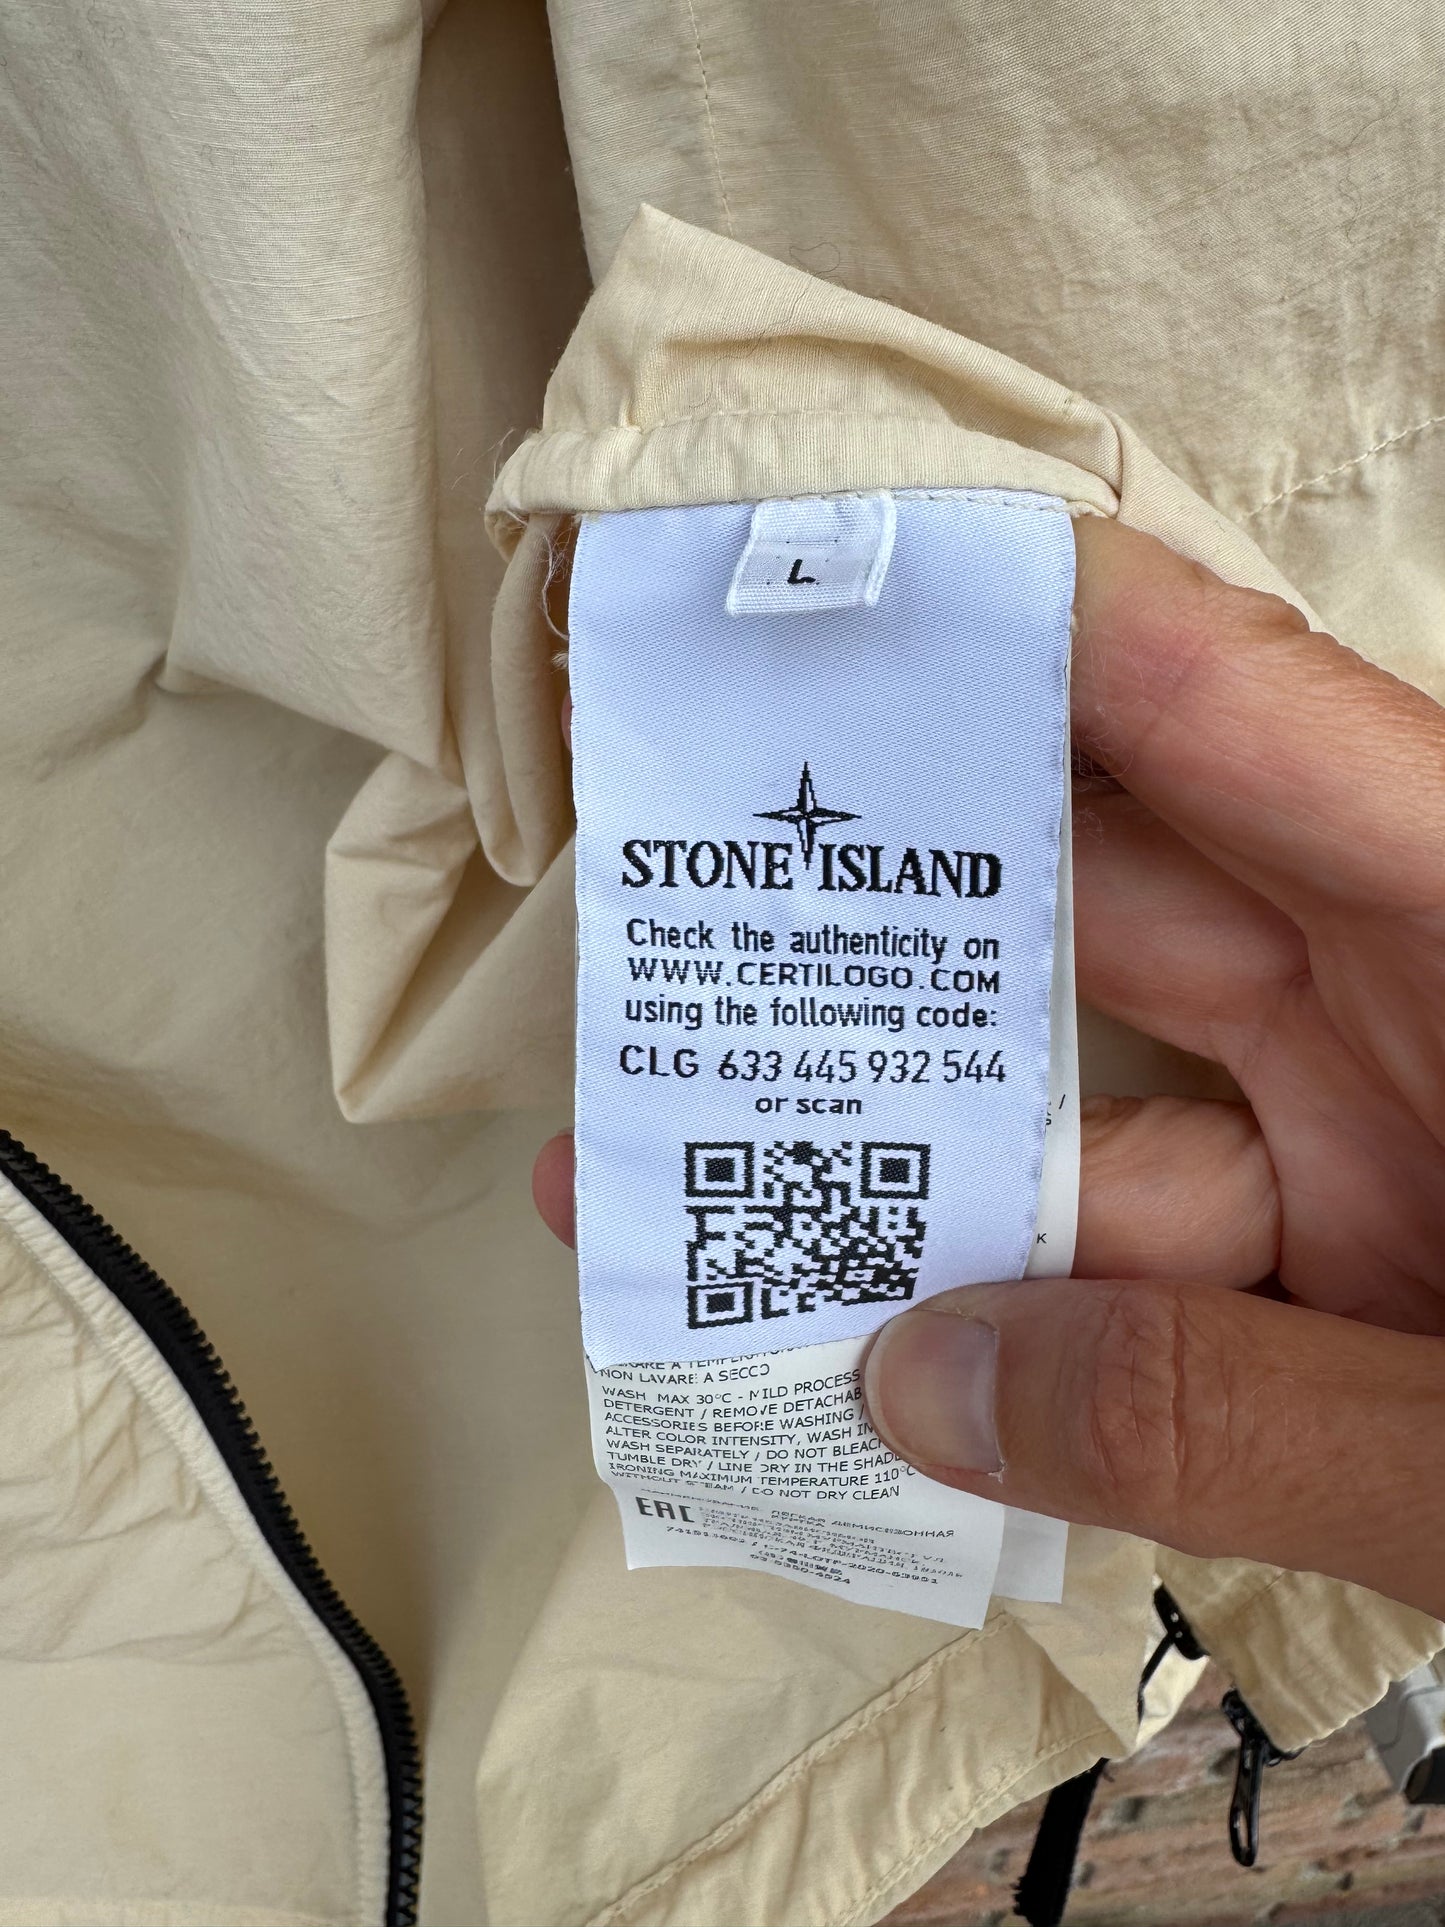 L
STONE ISLAND
Check the authenticity on
WWW.CERTILOGO.COM
using the following code:
CLG 633 445 932 544
or scan
A
NON LAVARE A SECCO
WASH MAX 30°C - MILD PROCESS
DETERGENT / REMOVE DETACHAB
ACCESSORIES BEFORE WASHING /
ALTER COLOR INTENSITY, WASH IN
WASH SEPARATELY / DO NOT BLEACH
TUMBLE DRY / LINE DRY IN THE SHADE
IRONING MAXIMUM TEMPERATURE 110°C
WITHOUT STEAM / DO NOT DRY CLEAN
EAC
ДЕМИСЕЗОННАЯ
КУРТКА
K